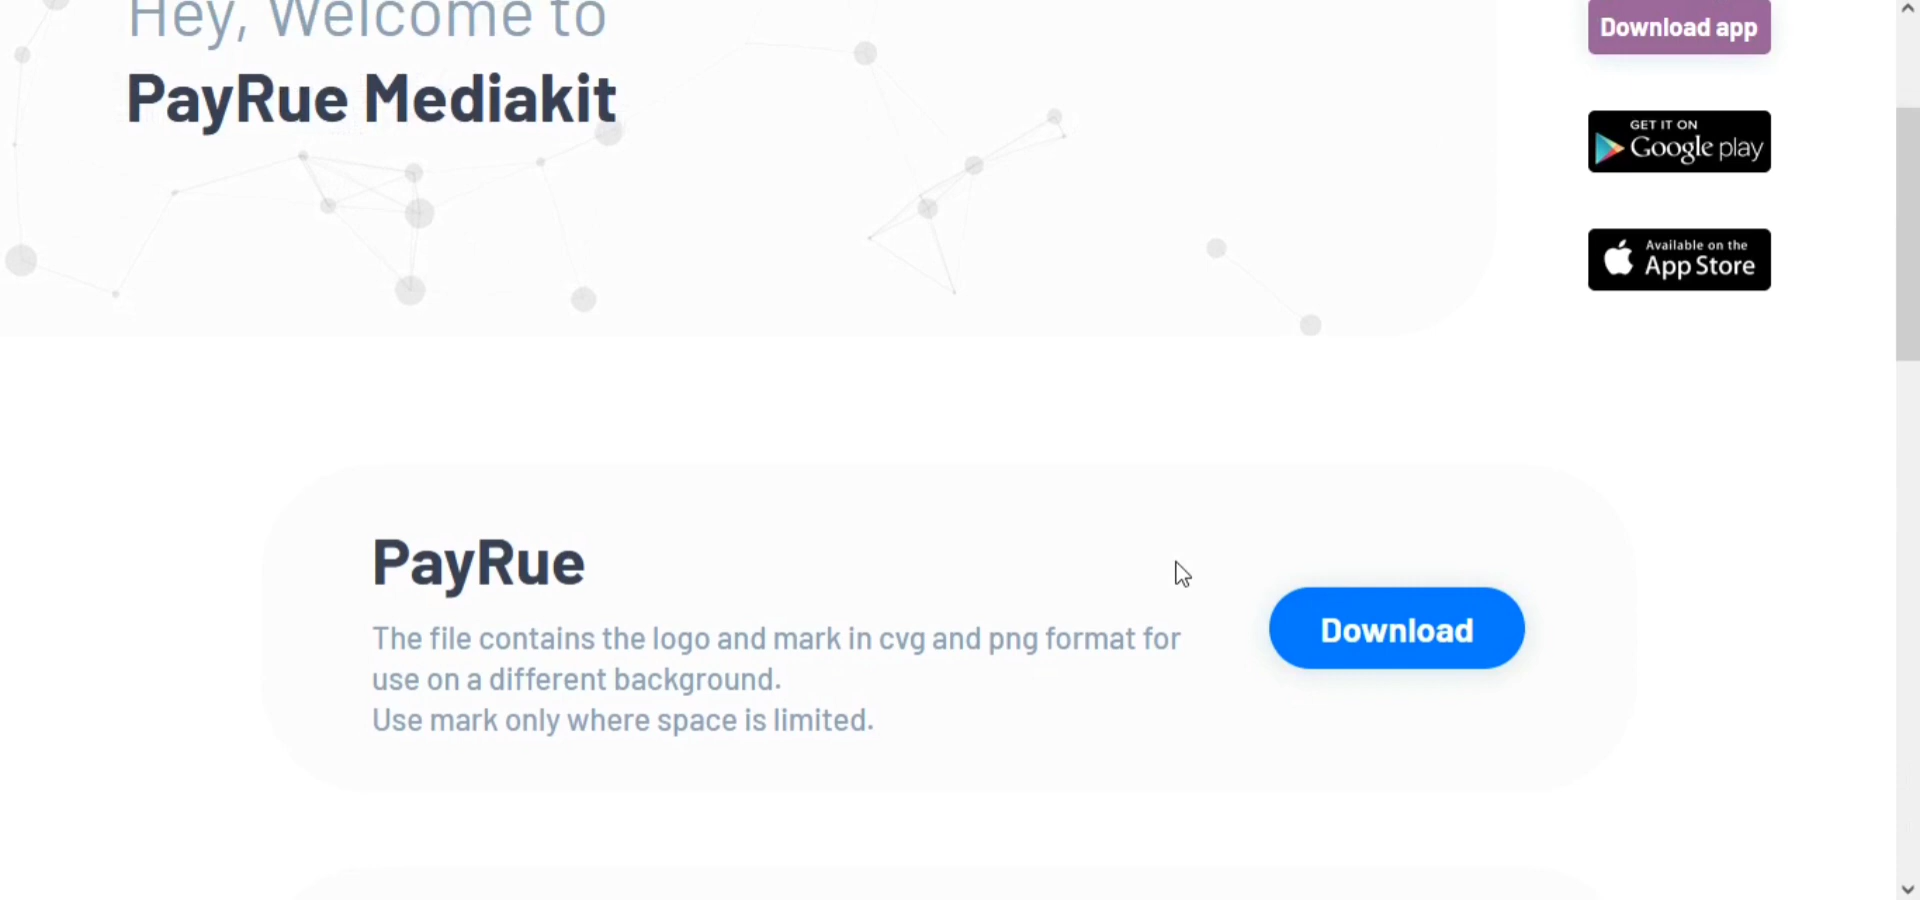 Hey, Welcome to
PayRue Mediakit
Download app
GET IT ON
Google play
Available on the
App Store
PayRue
The file contains the logo and mark in cvg and png format for
use on a different background.
Use mark only where space is limited.
Download